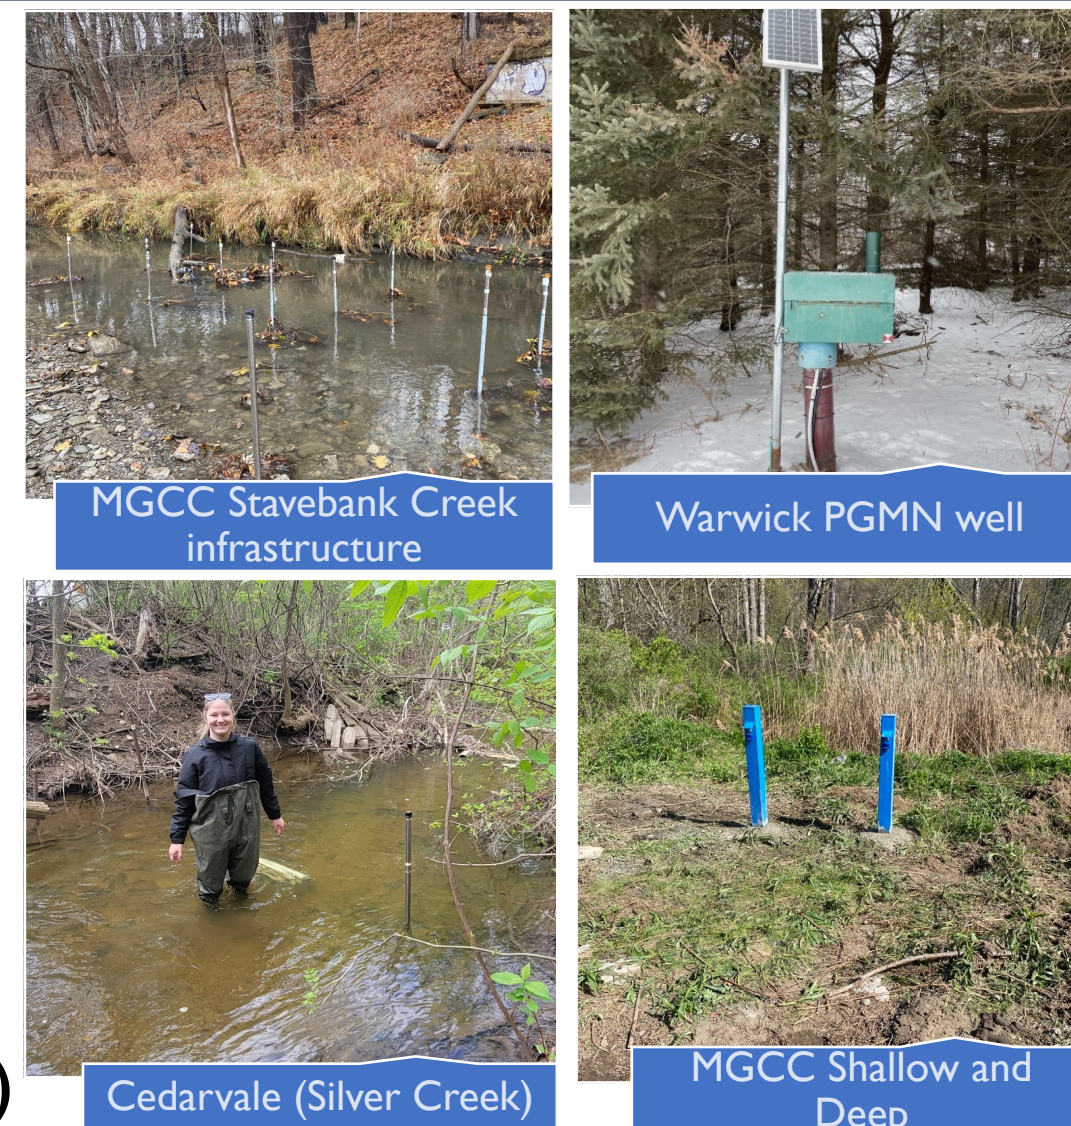 MGCC Stavebank Creek
infrastructure
Warwick PGMN well
Cedarvale (Silver Creek)
MGCC Shallow and
Deep
)